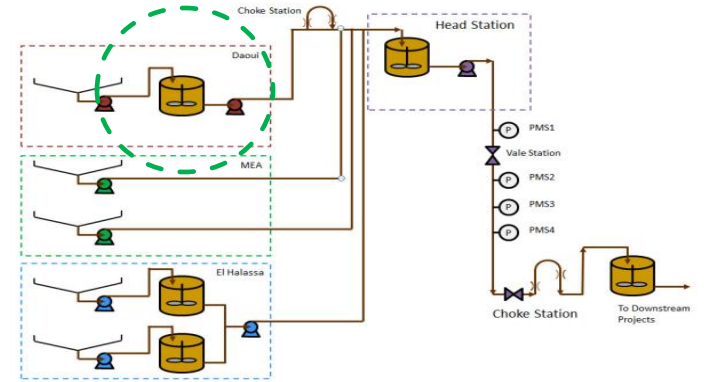 Choke Station
Head Station
Daoui
P PMS1
Vale Station
MEA
P PMS2
P PMS3
P PMS4
El Halassa
Choke Station
To Downstream
Projects